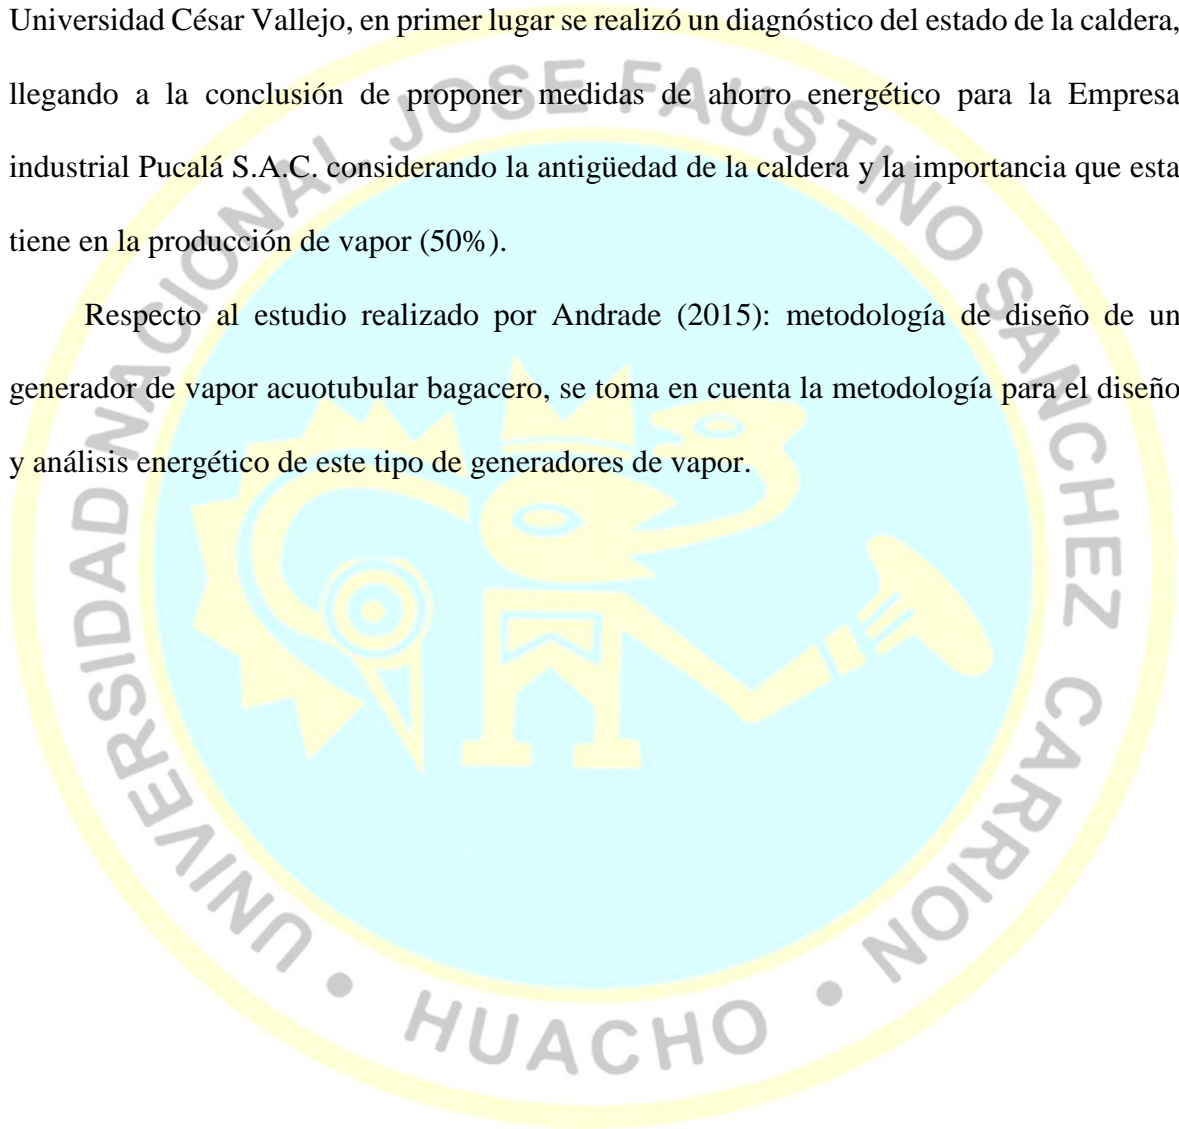 Universidad César Vallejo, en primer lugar se realizó un diagnóstico del estado de la caldera,
llegando a la conclusión de proponer medidas de ahorro energético para la Empresa
industrial Pucalá S.A.C. considerando la antigüedad de la caldera y la importancia que esta
tiene en la producción de vapor (50%).
Respecto al estudio realizado por Andrade (2015): metodología de diseño de un
generador de vapor acuotubular bagacero, se toma en cuenta la metodología para el diseño
y análisis energético de este tipo de generadores de vapor.
UNIVERSIDAD NACIONAL JOSE FAUSTINO SANCHEZ CARRION • HUACHO •